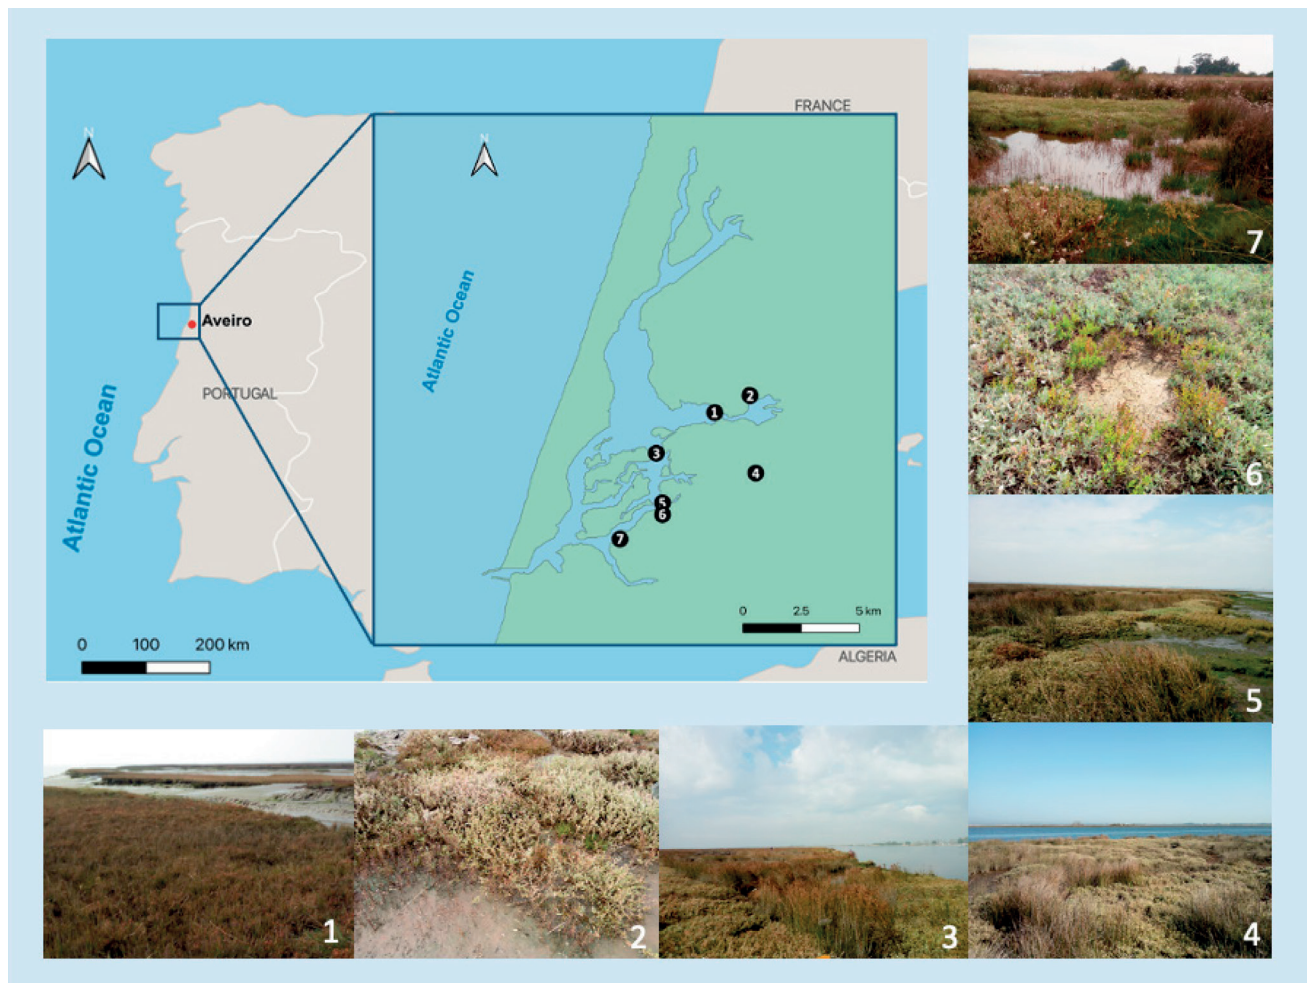 N
FRANCE
N
Atlantic Ocean
Aveiro
PORTUGAL
Atlantic Ocean
1
2
3
4
5
6
7
0 2.5 5 km
0 100 200 km
ALGERIA
7
6
5
1
2
3
4